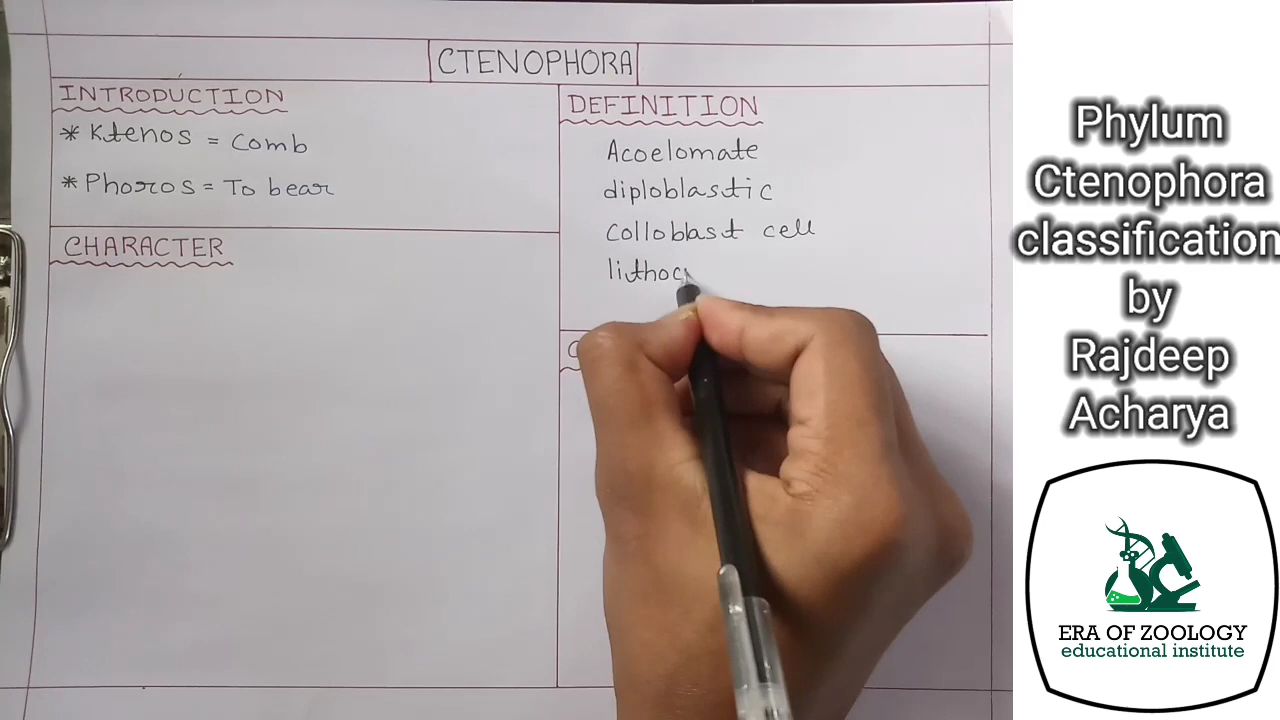 CTENOPHORA
INTRODUCTION
* Ktenos = Comb
* Phoros = To bear
CHARACTER
DEFINITION
Acoelomate
diploblastic
colloblast cell
Phylum
Ctenophora
classification
by
Rajdeep
Acharya
ERA OF ZOOLOGY
educational institute